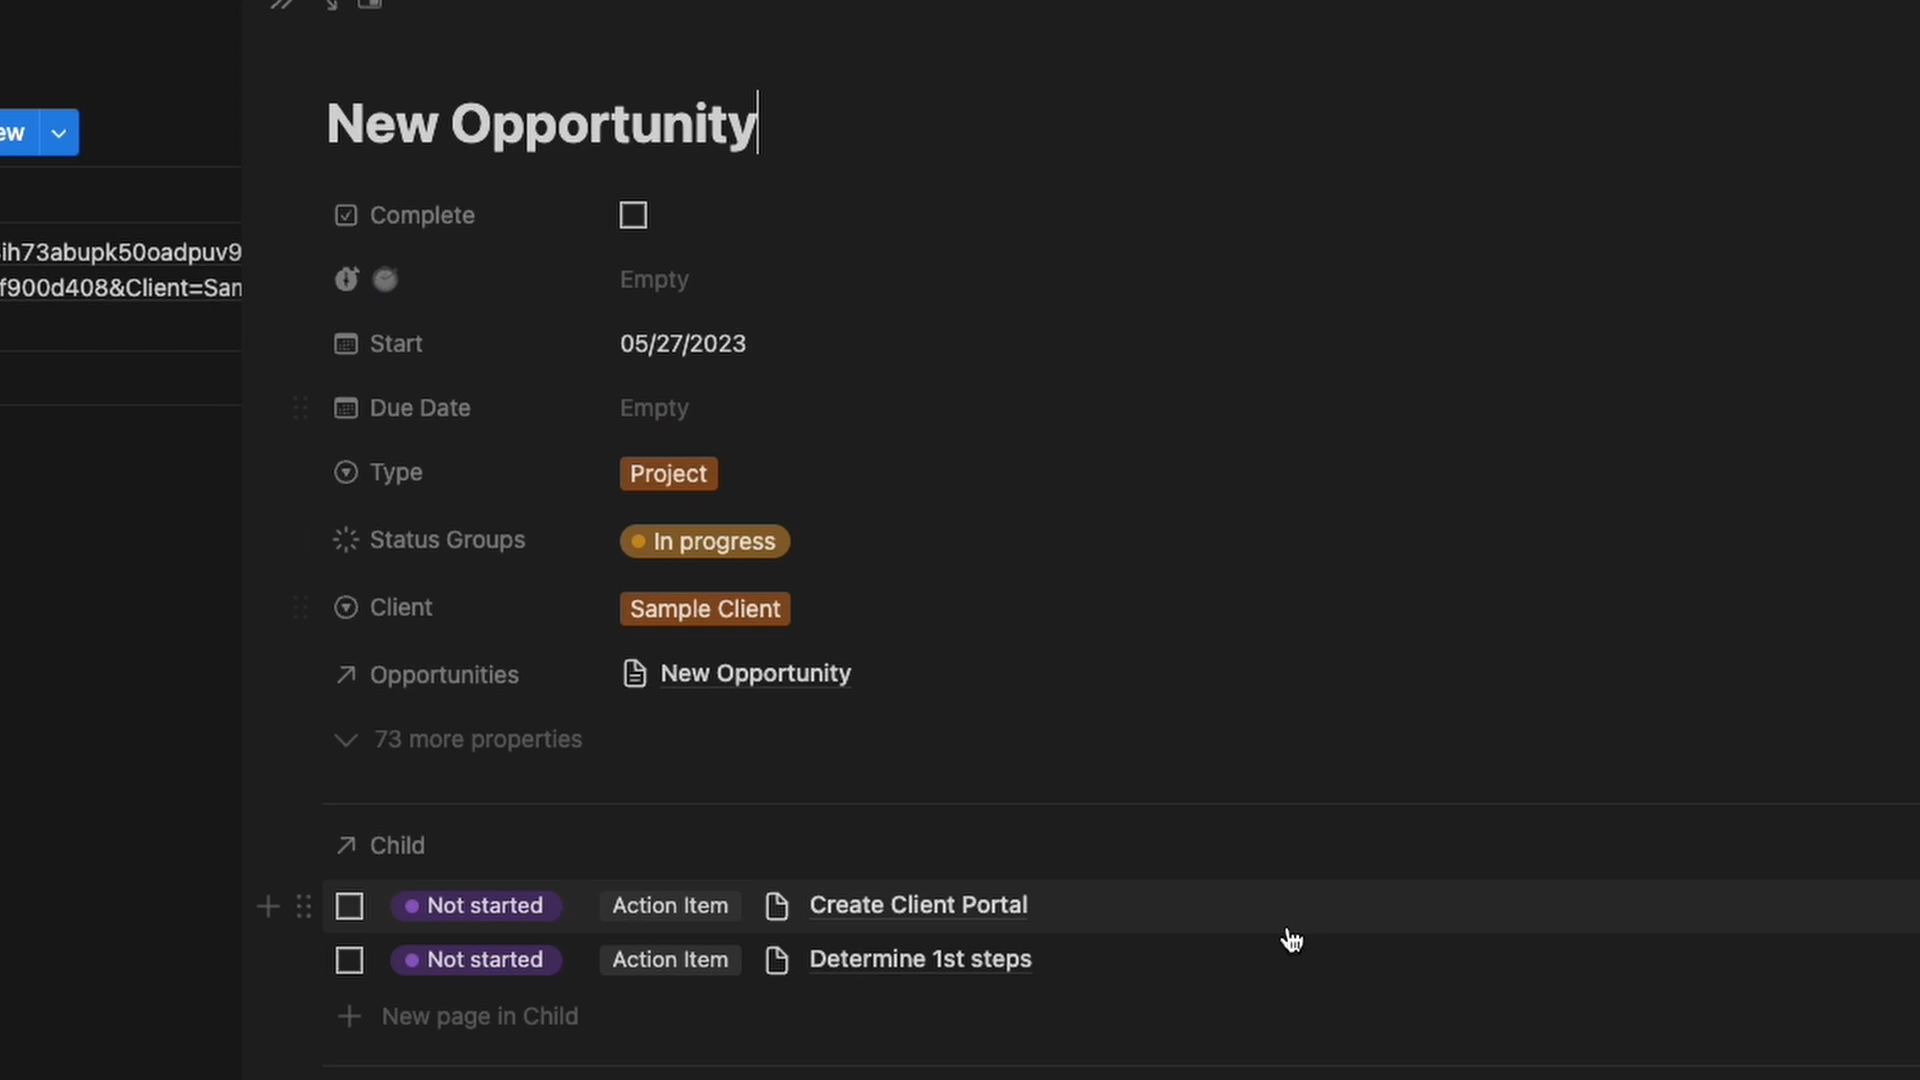 ew
ih73abupk50oadpuv9
f900d408&Client=San
New Opportunity
Complete
Empty
Start 05/27/2023
Due Date Empty
Type Project
Status Groups In progress
Client Sample Client
Opportunities New Opportunity
73 more properties
Child
Not started Action Item Create Client Portal
Not started Action Item Determine 1st steps
New page in Child